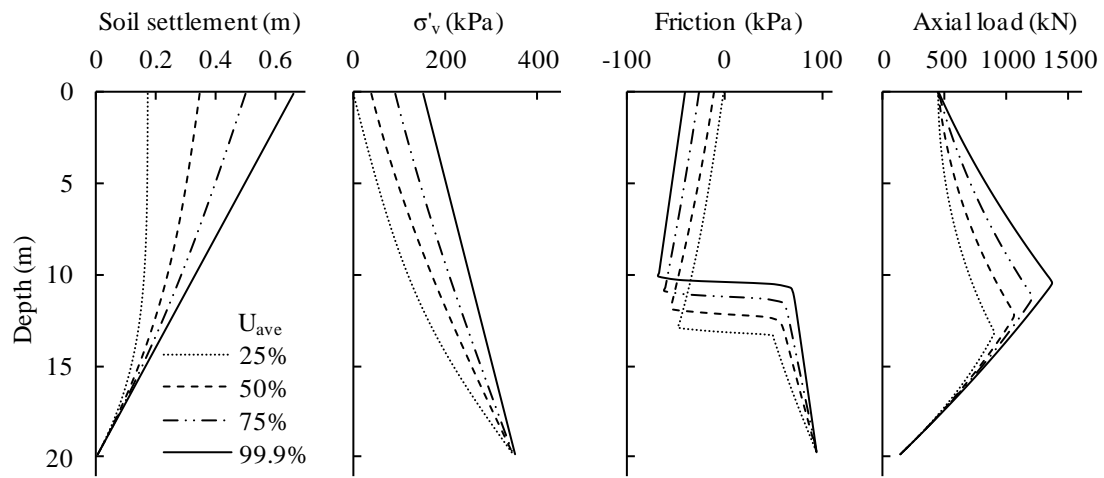 Soil settlement (m)
0 0.2 0.4 0.6
σ'v (kPa)
0 200 400
Friction (kPa)
-100 0 100
Axial load (kN)
0 500 1000 1500
Depth (m)
0
5
10
15
20
Uave
25%
50%
75%
99.9%